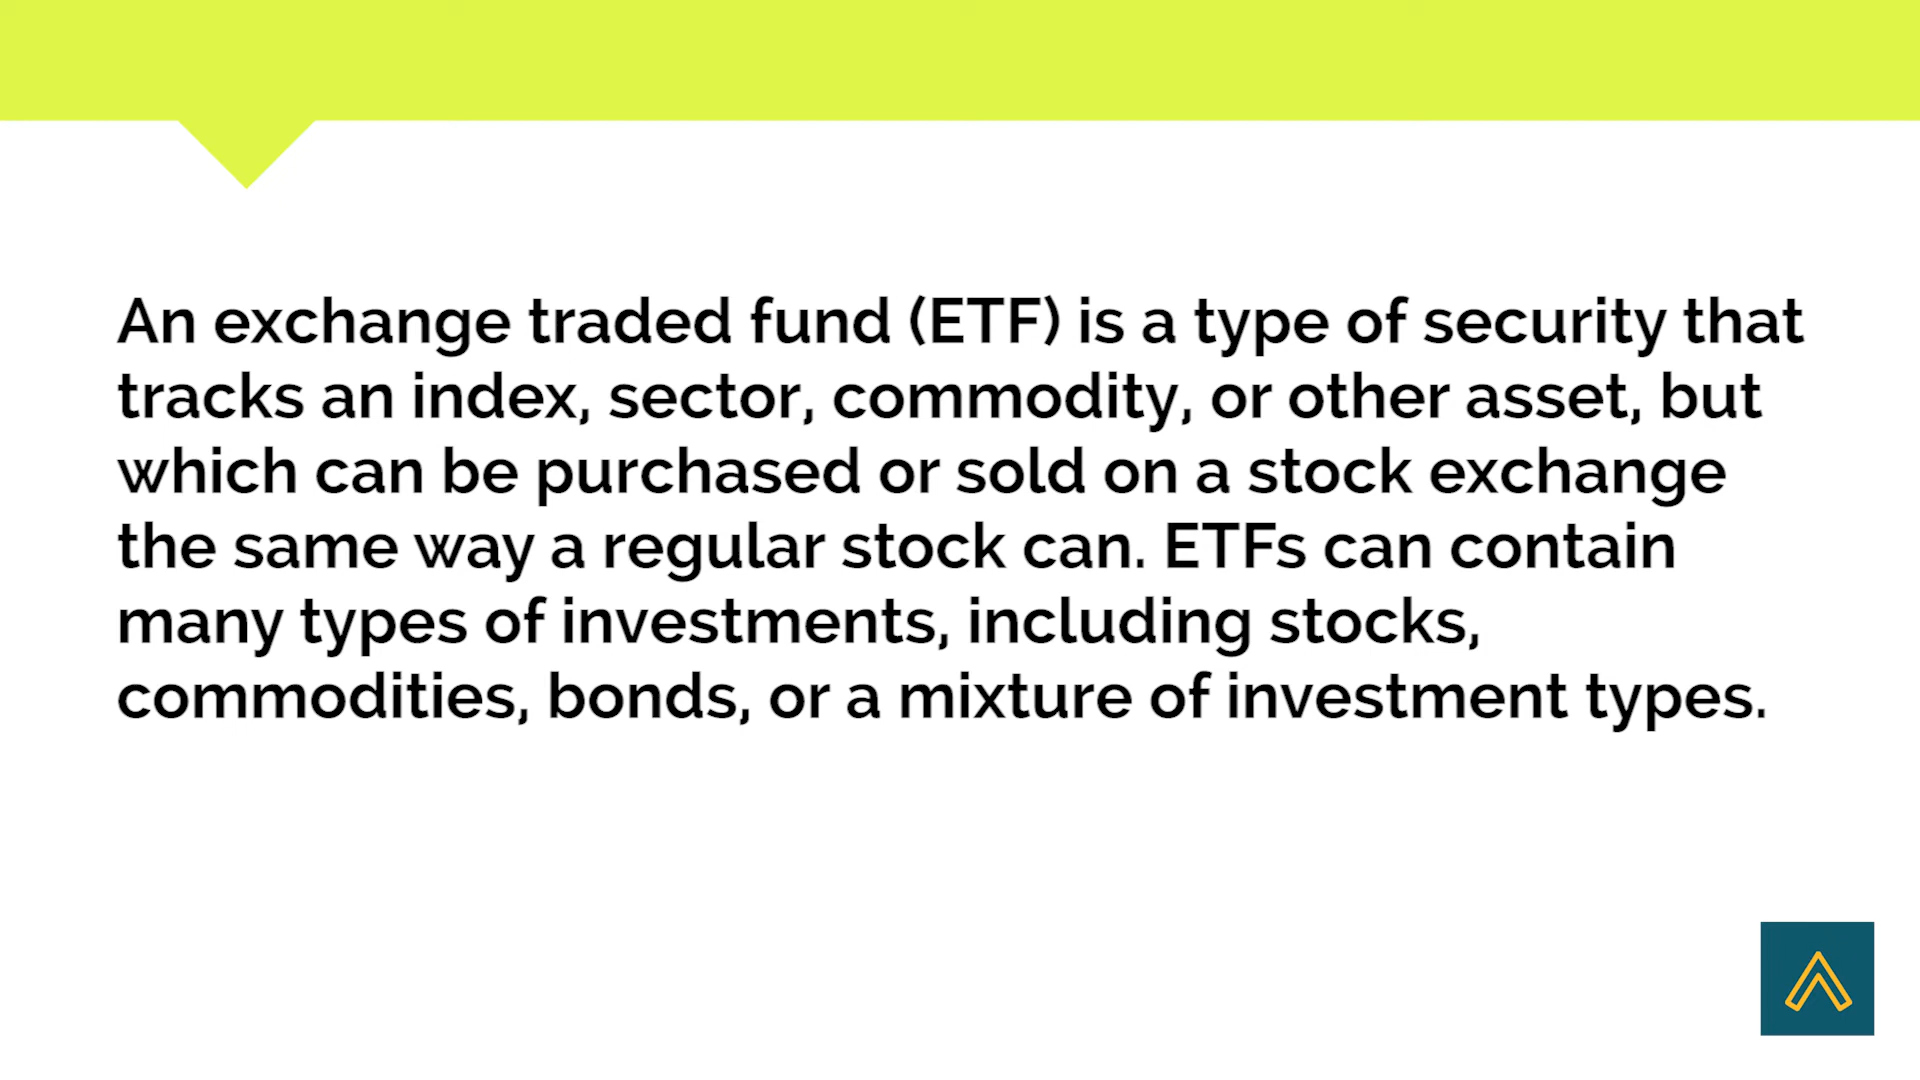 An exchange traded fund (ETF) is a type of security that
tracks an index, sector, commodity, or other asset, but
which can be purchased or sold on a stock exchange
the same way a regular stock can. ETFs can contain
many types of investments, including stocks,
commodities, bonds, or a mixture of investment types.